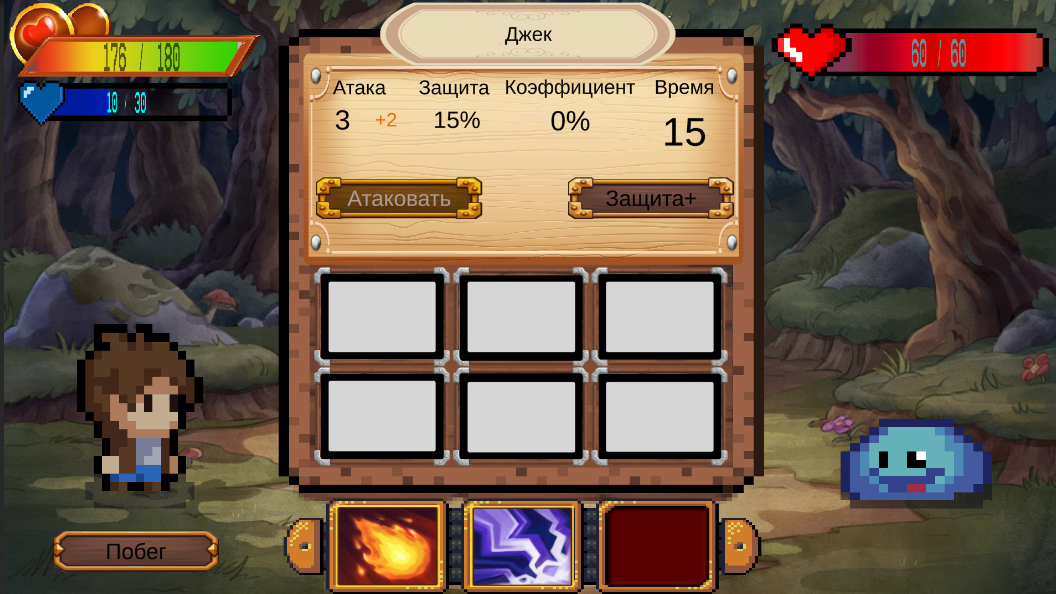 Джек
176 / 180
10 / 30
60 / 60
Атака Защита Коэффициент Время
3 +2 15% 0% 15
Атаковать Защита+
Побег